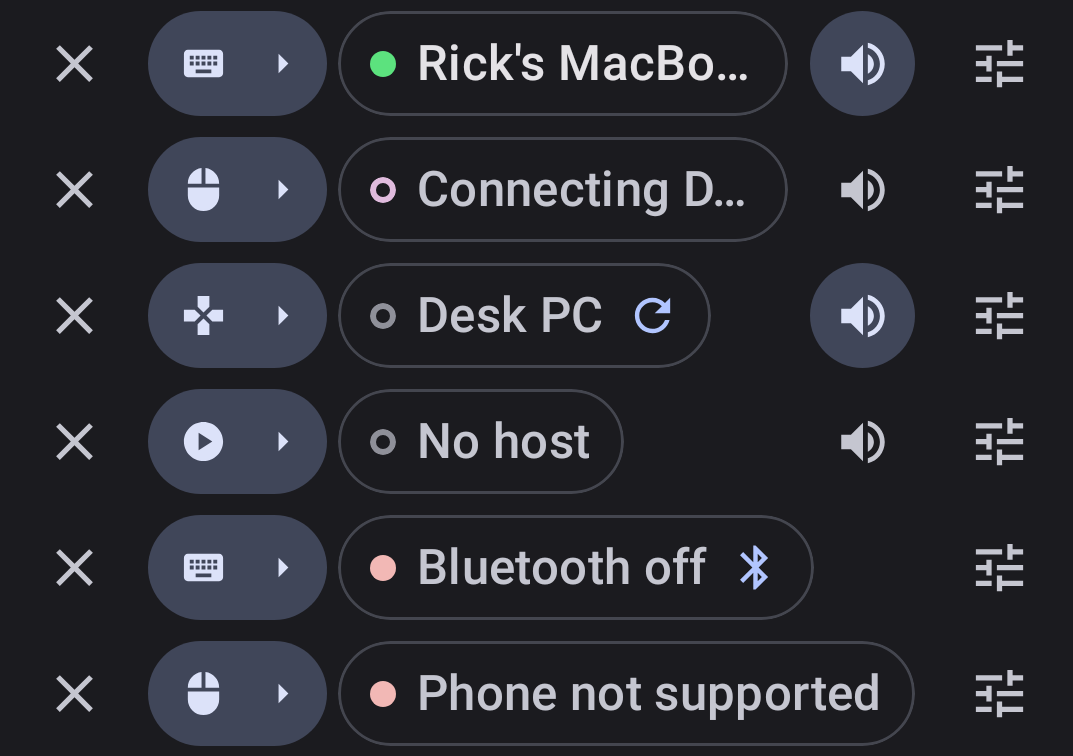 Rick's MacBo...
Connecting D...
Desk PC
No host
Bluetooth off
Phone not supported